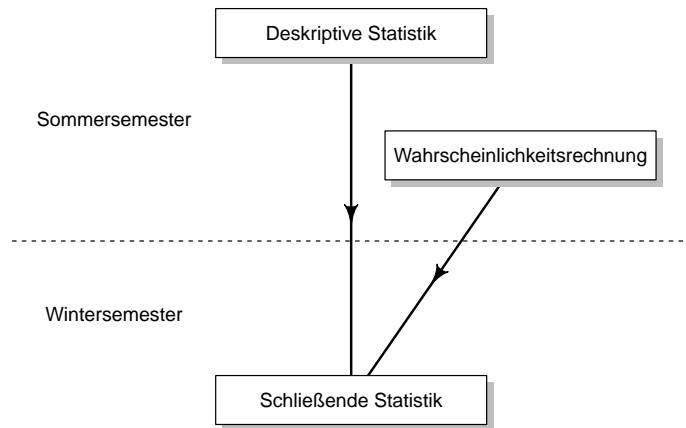 Deskriptive Statistik
Sommersemester
Wahrscheinlichkeitsrechnung
Wintersemester
Schließende Statistik